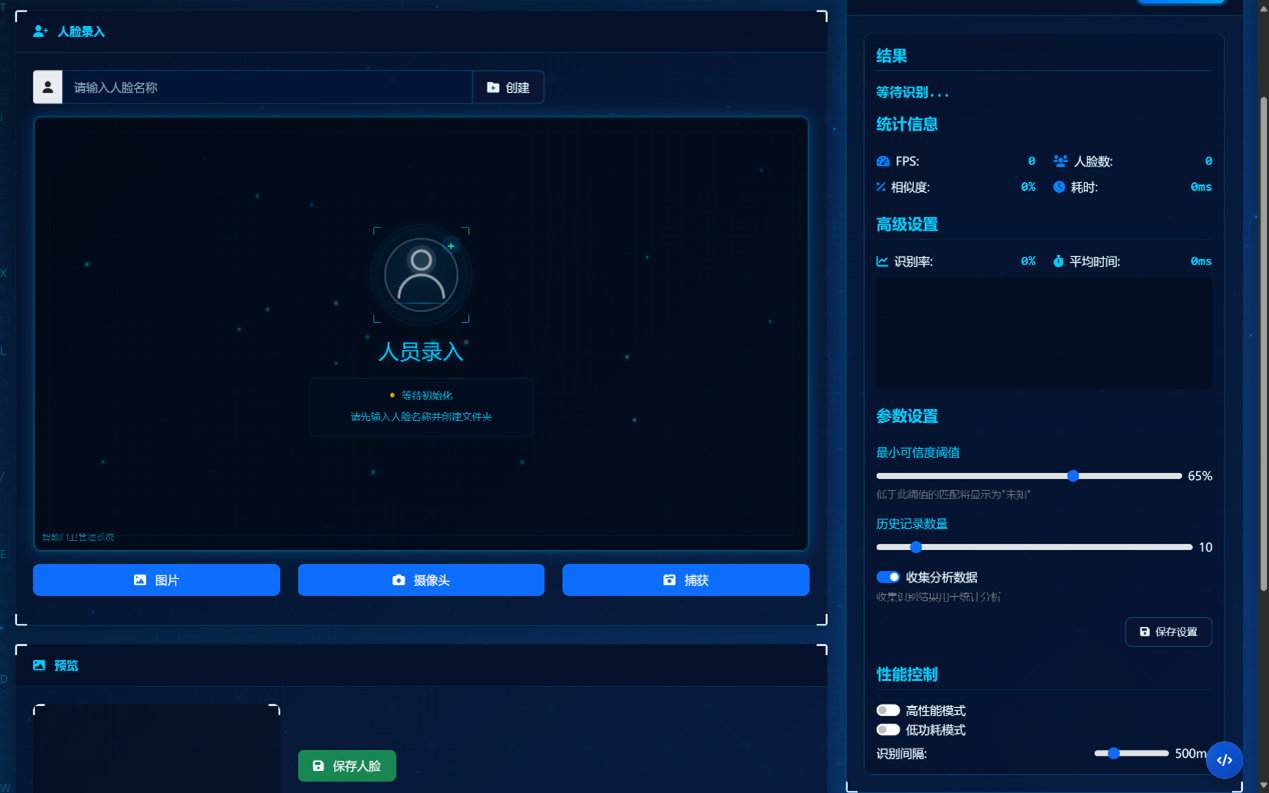 人脸录入
请输入人脸名称
创建
人员录入
等待初始化
请先输入人脸名称并创建文件夹
智能门卫管理系统
图片
摄像头
捕获
预览
保存人脸
结果
等待识别...
统计信息
FPS: 0
人脸数: 0
相似度: 0%
耗时: 0ms
高级设置
识别率: 0%
平均时间: 0ms
参数设置
最小可信度阈值
65%
低于此阈值的匹配将显示为"未知"
历史记录数量
10
收集分析数据
收集识别结果用于统计分析
保存设置
性能控制
高性能模式
低功耗模式
识别间隔: 500m